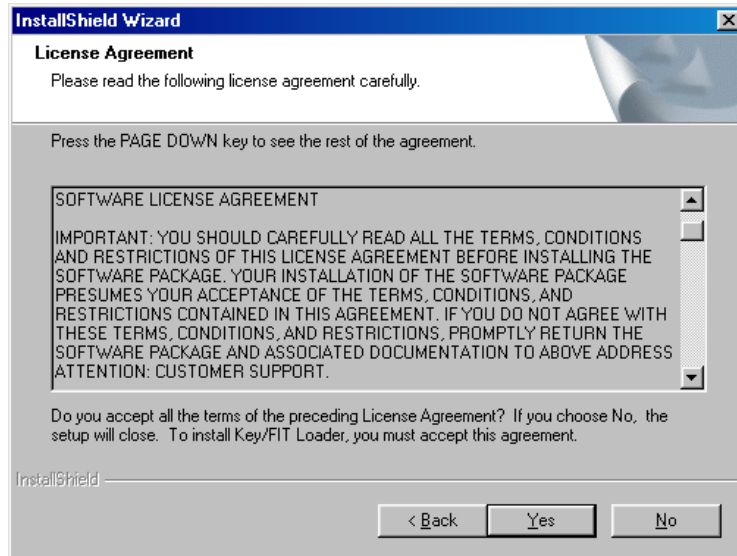 InstallShield Wizard
License Agreement
Please read the following license agreement carefully.
Press the PAGE DOWN key to see the rest of the agreement.
SOFTWARE LICENSE AGREEMENT
IMPORTANT: YOU SHOULD CAREFULLY READ ALL THE TERMS, CONDITIONS
AND RESTRICTIONS OF THIS LICENSE AGREEMENT BEFORE INSTALLING THE
SOFTWARE PACKAGE. YOUR INSTALLATION OF THE SOFTWARE PACKAGE
PRESUMES YOUR ACCEPTANCE OF THE TERMS, CONDITIONS, AND
RESTRICTIONS CONTAINED IN THIS AGREEMENT. IF YOU DO NOT AGREE WITH
THESE TERMS, CONDITIONS, AND RESTRICTIONS, PROMPTLY RETURN THE
SOFTWARE PACKAGE AND ASSOCIATED DOCUMENTATION TO ABOVE ADDRESS
ATTENTION: CUSTOMER SUPPORT.
Do you accept all the terms of the preceding License Agreement? If you choose No, the
setup will close. To install Key/FIT Loader, you must accept this agreement.
InstallShield
< Back Yes No